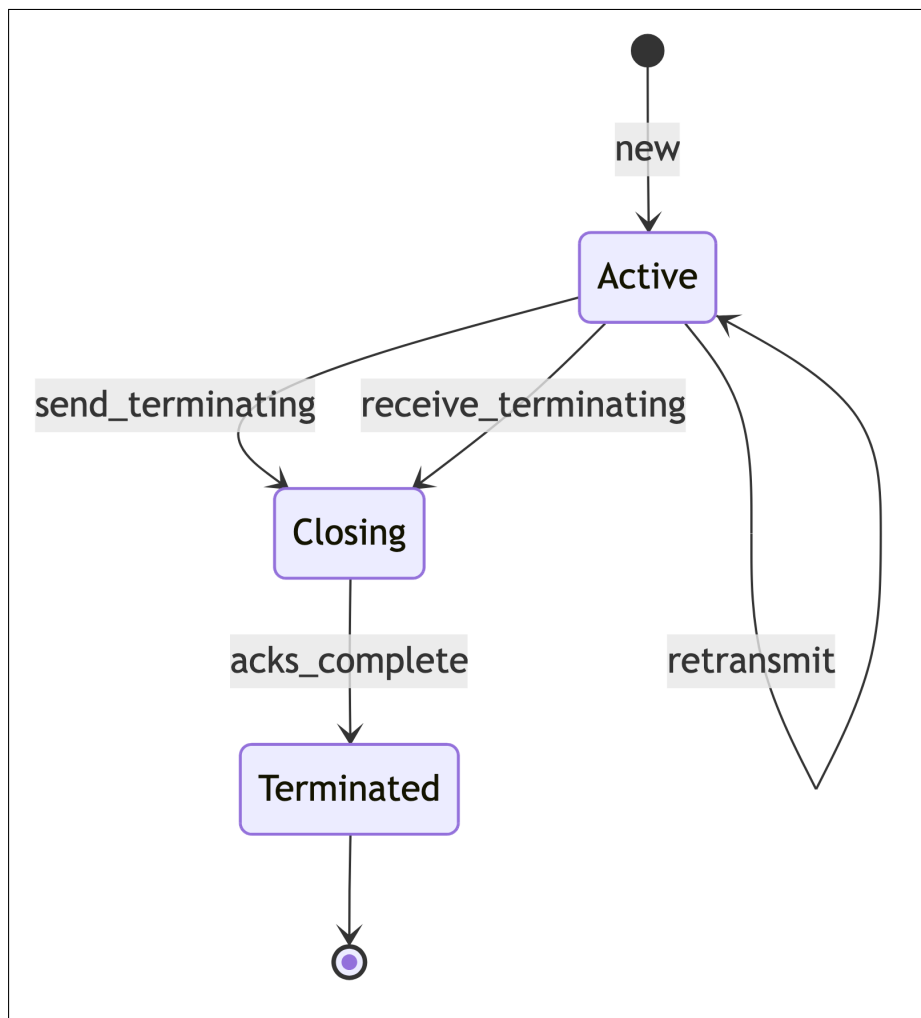 new
Active
send_terminating
receive_terminating
Closing
acks_complete
retransmit
Terminated